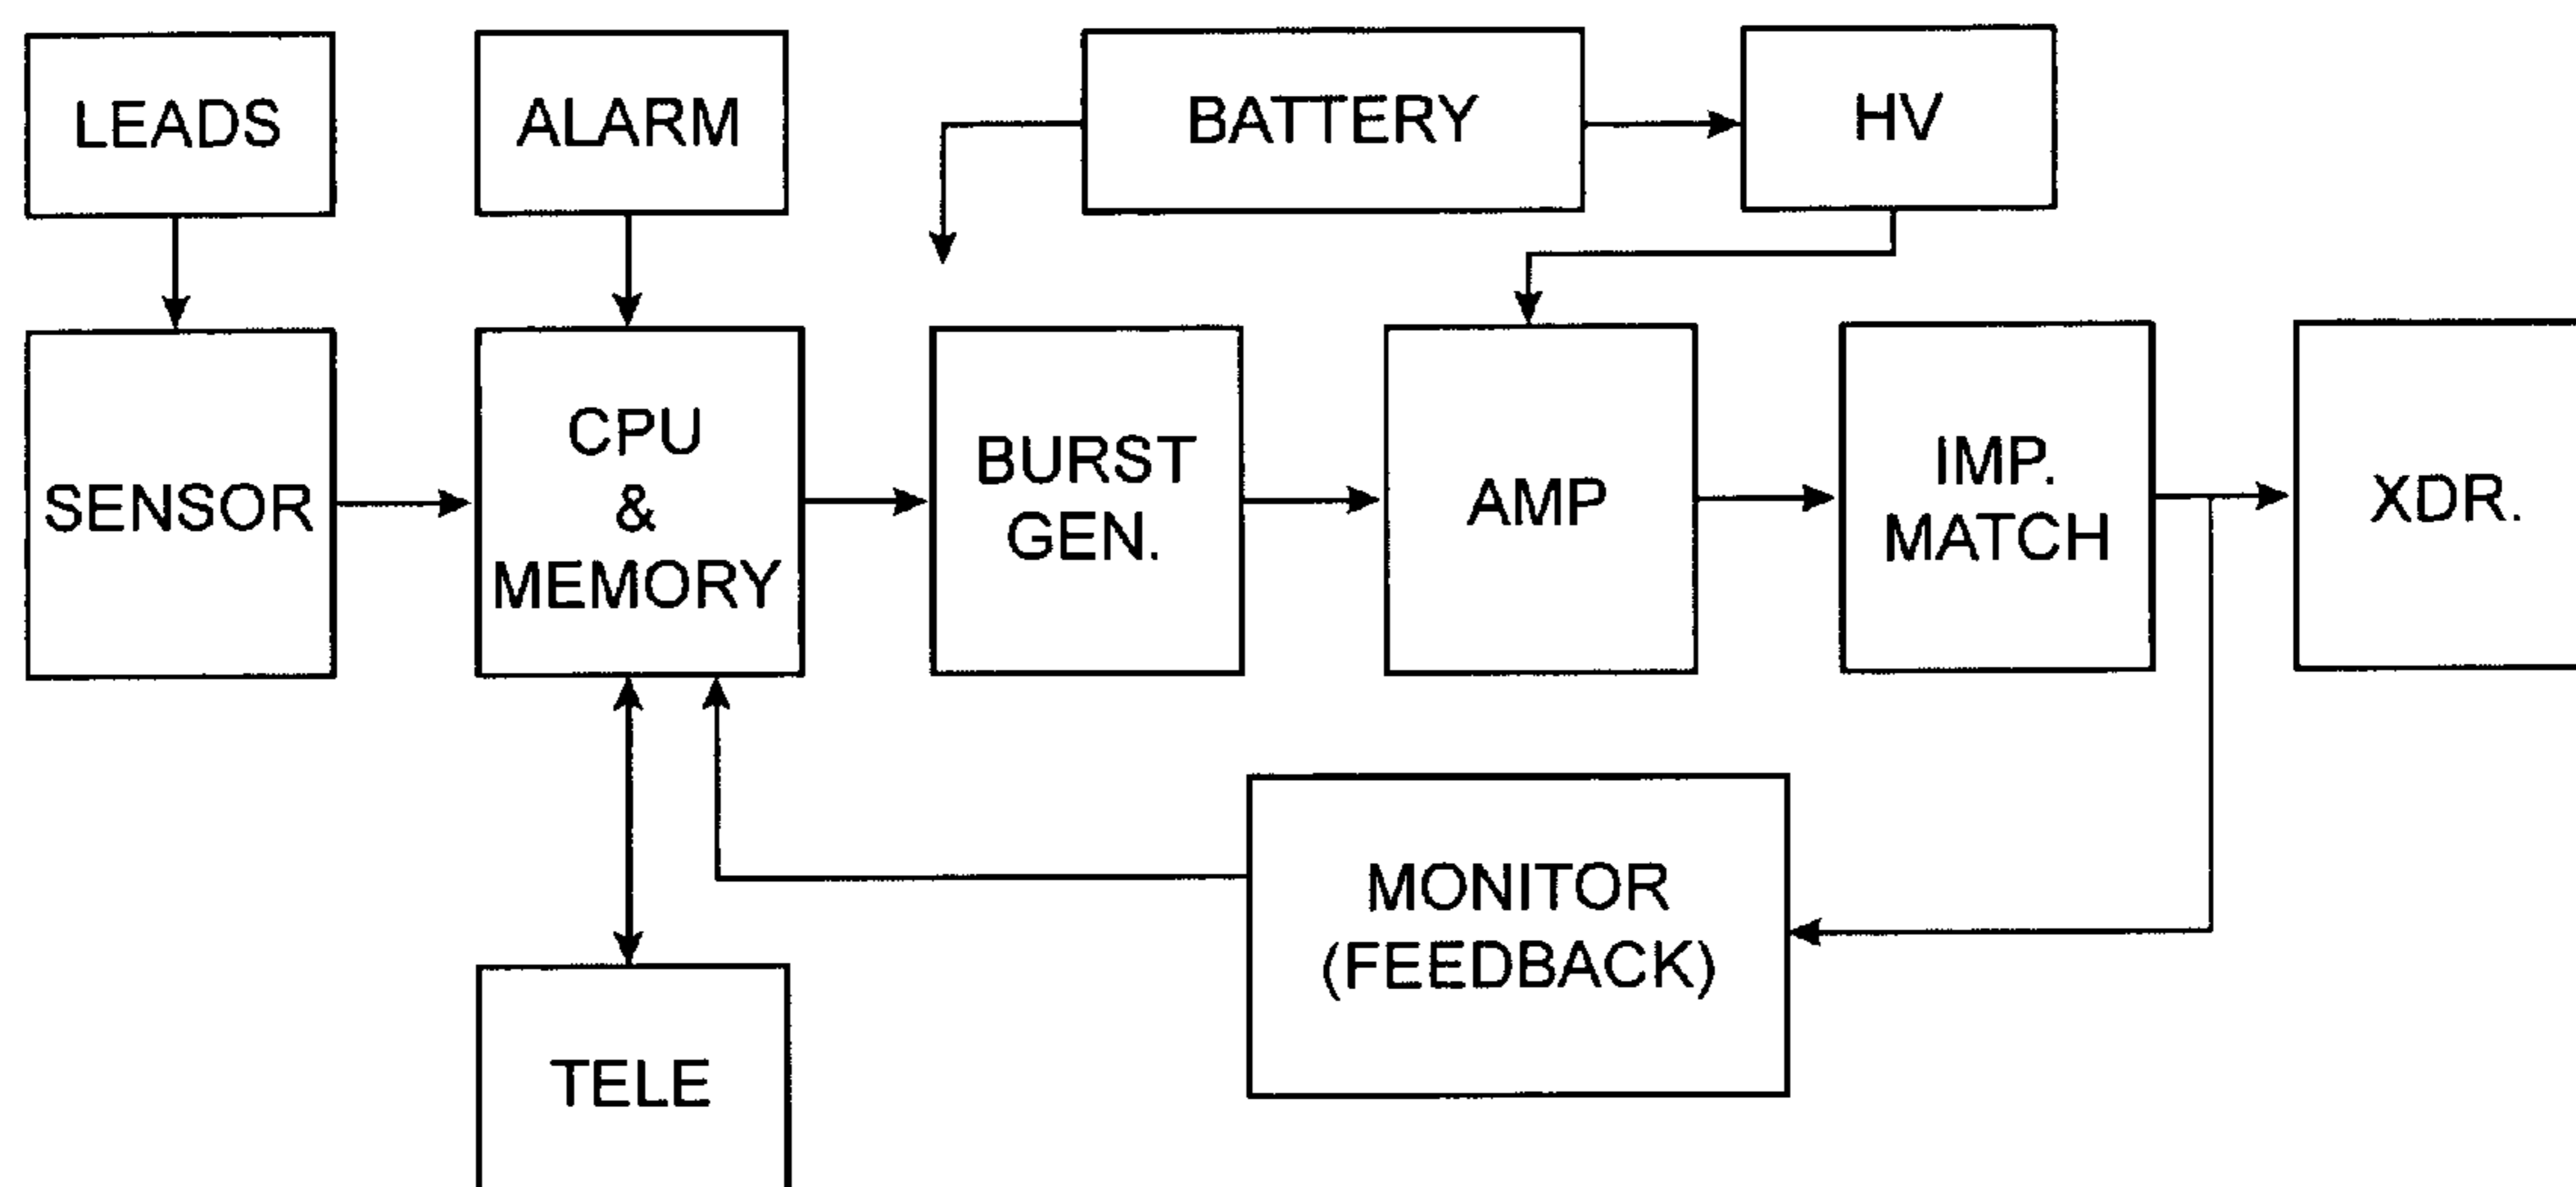 LEADS
ALARM
BATTERY
HV
SENSOR
CPU
&
MEMORY
BURST
GEN.
AMP
IMP.
MATCH
XDR.
MONITOR
(FEEDBACK)
TELE